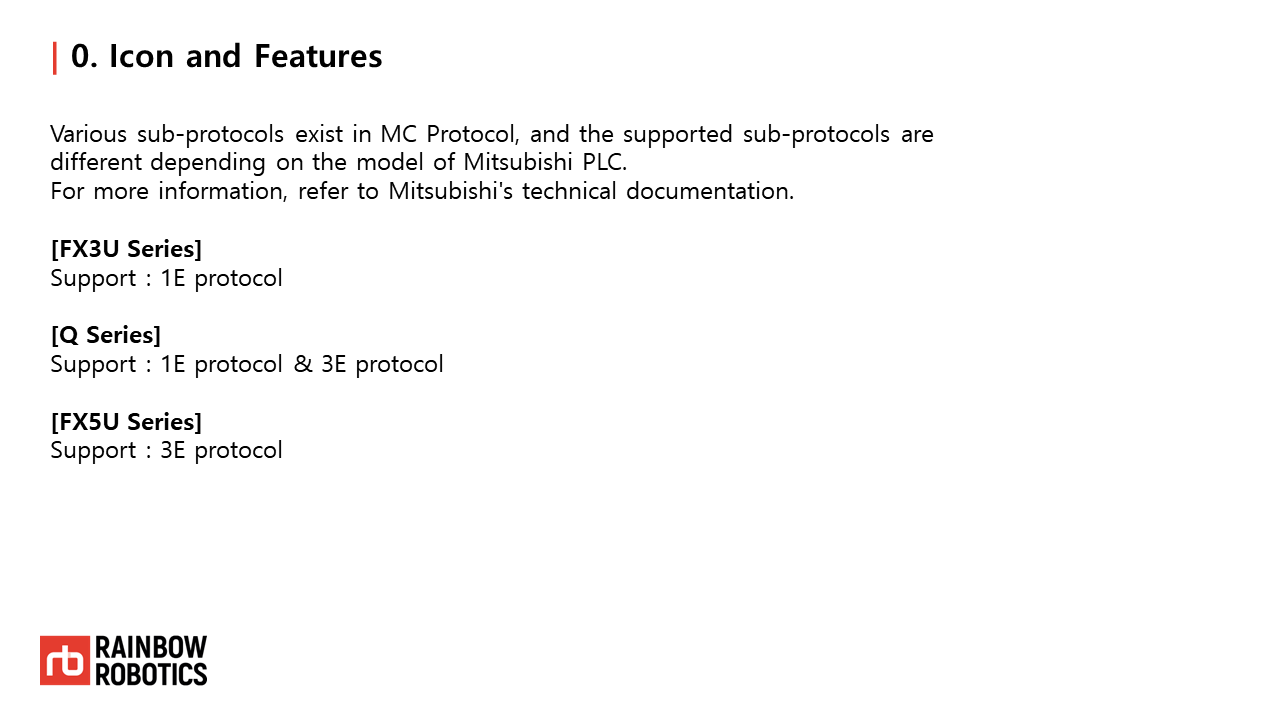 0. Icon and Features
Various sub-protocols exist in MC Protocol, and the supported sub-protocols are
different depending on the model of Mitsubishi PLC.
For more information, refer to Mitsubishi's technical documentation.
[FX3U Series]
Support : 1E protocol
[Q Series]
Support : 1E protocol & 3E protocol
[FX5U Series]
Support : 3E protocol
rb RAINBOW
ROBOTICS